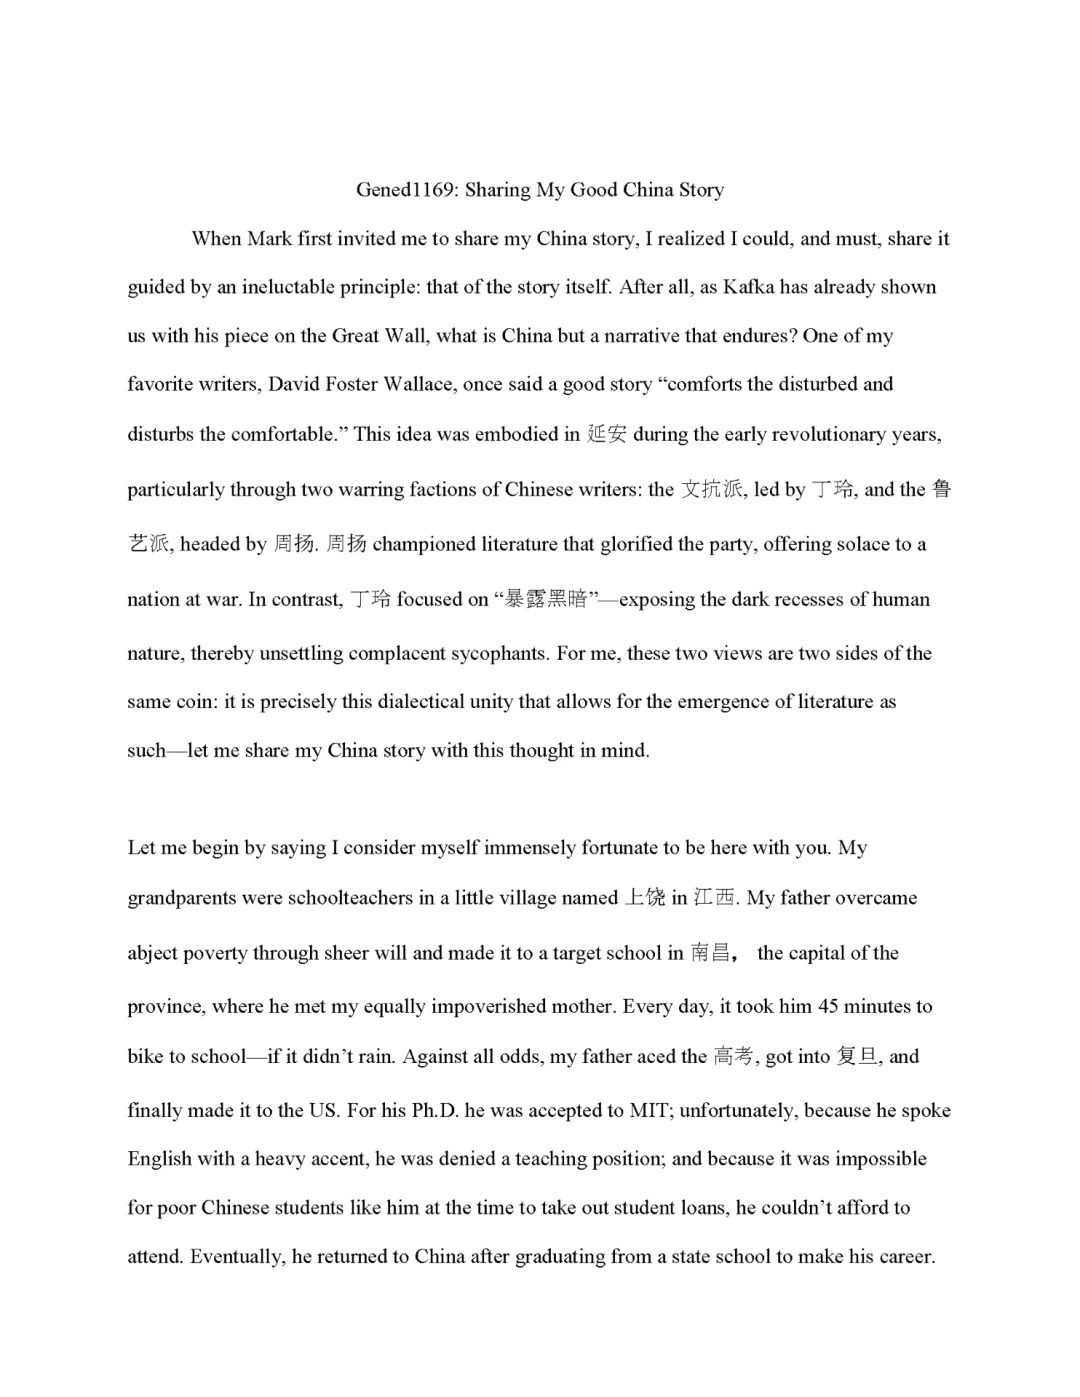 Gened1169: Sharing My Good China Story
When Mark first invited me to share my China story, I realized I could, and must, share it
guided by an ineluctable principle: that of the story itself. After all, as Kafka has already shown
us with his piece on the Great Wall, what is China but a narrative that endures? One of my
favorite writers, David Foster Wallace, once said a good story “comforts the disturbed and
disturbs the comfortable.” This idea was embodied in 延安 during the early revolutionary years,
particularly through two warring factions of Chinese writers: the 文抗派, led by 丁玲, and the 鲁
艺派, headed by 周扬. 周扬 championed literature that glorified the party, offering solace to a
nation at war. In contrast, 丁玲 focused on “暴露黑暗”—exposing the dark recesses of human
nature, thereby unsettling complacent sycophants. For me, these two views are two sides of the
same coin: it is precisely this dialectical unity that allows for the emergence of literature as
such—let me share my China story with this thought in mind.
Let me begin by saying I consider myself immensely fortunate to be here with you. My
grandparents were schoolteachers in a little village named 上饶 in 江西. My father overcame
abject poverty through sheer will and made it to a target school in 南昌， the capital of the
province, where he met my equally impoverished mother. Every day, it took him 45 minutes to
bike to school—if it didn’t rain. Against all odds, my father aced the 高考, got into 复旦, and
finally made it to the US. For his Ph.D. he was accepted to MIT; unfortunately, because he spoke
English with a heavy accent, he was denied a teaching position; and because it was impossible
for poor Chinese students like him at the time to take out student loans, he couldn’t afford to
attend. Eventually, he returned to China after graduating from a state school to make his career.